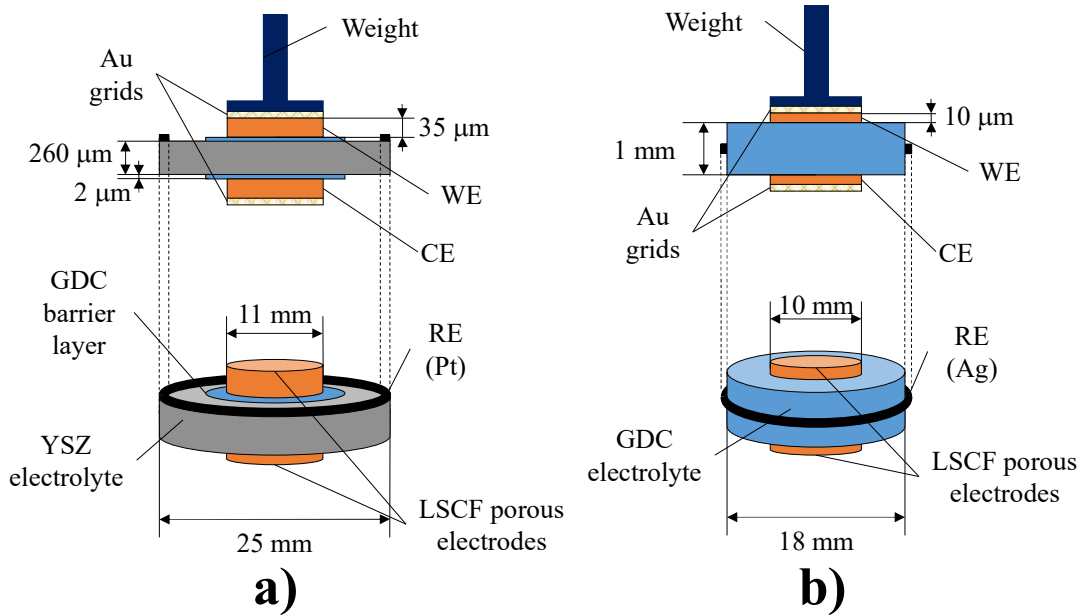 Weight
Au
grids
35 μm
260 μm
2 μm
WE
CE
GDC
barrier
layer
11 mm
RE
(Pt)
YSZ
electrolyte
LSCF porous
electrodes
25 mm
a)
Weight
10 μm
1 mm
WE
Au
grids
CE
10 mm
RE
(Ag)
GDC
electrolyte
LSCF porous
electrodes
18 mm
b)